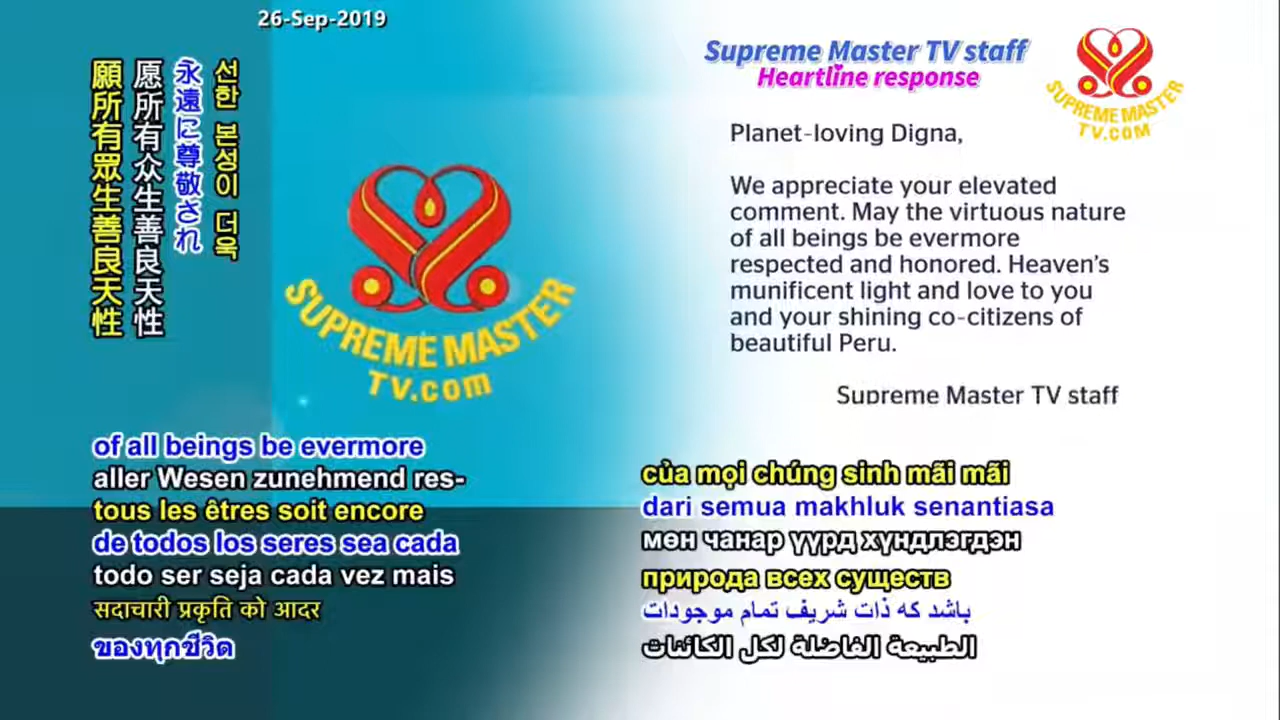 26-Sep-2019
願所有眾生善良天性
愿所有众生善良天性
永遠に尊敬され
선한 본성이 더욱
SUPREME MASTER
TV.com
Supreme Master TV staff
Heartline response
SUPREME MASTER
TV.COM
Planet-loving Digna,
We appreciate your elevated
comment. May the virtuous nature
of all beings be evermore
respected and honored. Heaven's
munificent light and love to you
and your shining co-citizens of
beautiful Peru.
Supreme Master TV staff
of all beings be evermore
aller Wesen zunehmend res-
tous les êtres soit encore
de todos los seres sea cada
todo ser seja cada vez mais
सदाचारी प्रकृति को आदर
ของทุกชีวิต
của mọi chúng sinh mãi mãi
dari semua makhluk senantiasa
мөн чанар үүрд хүндлэгдэн
природа всех существ
باشد که ذات شریف تمام موجودات
الطبيعة الفاضلة لكل الكائنات